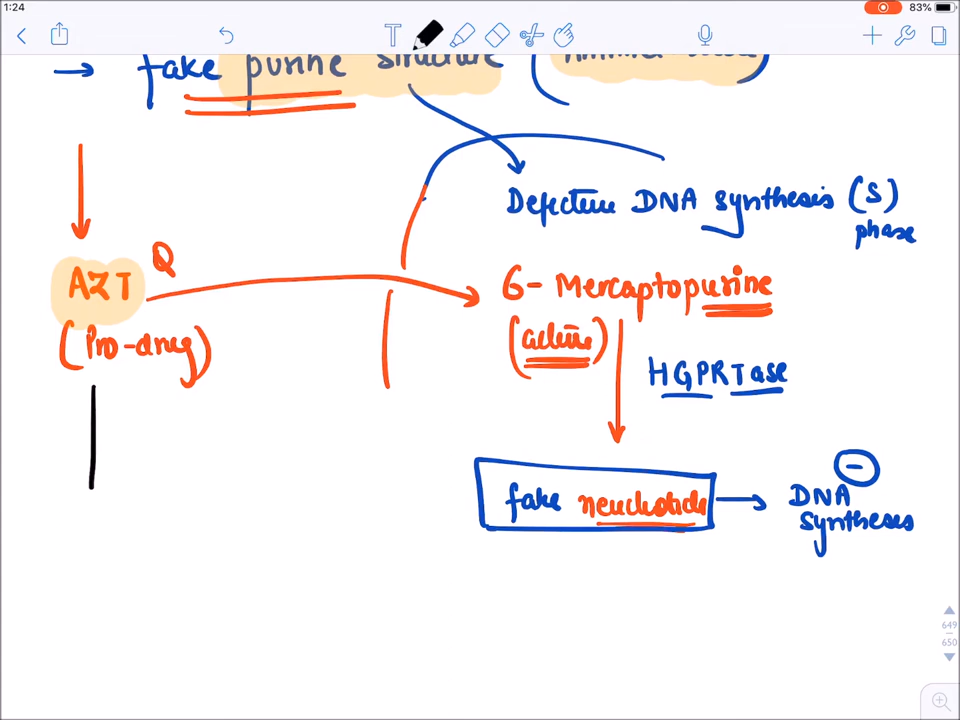 1:24
83%
→ fake purine structure
Defective DNA synthesis (S)
phase
AZT
(Pro-drug)
6- Mercaptopurine
(active)
HGPRTase
fake neucleotide → DNA
syntheses
649
650